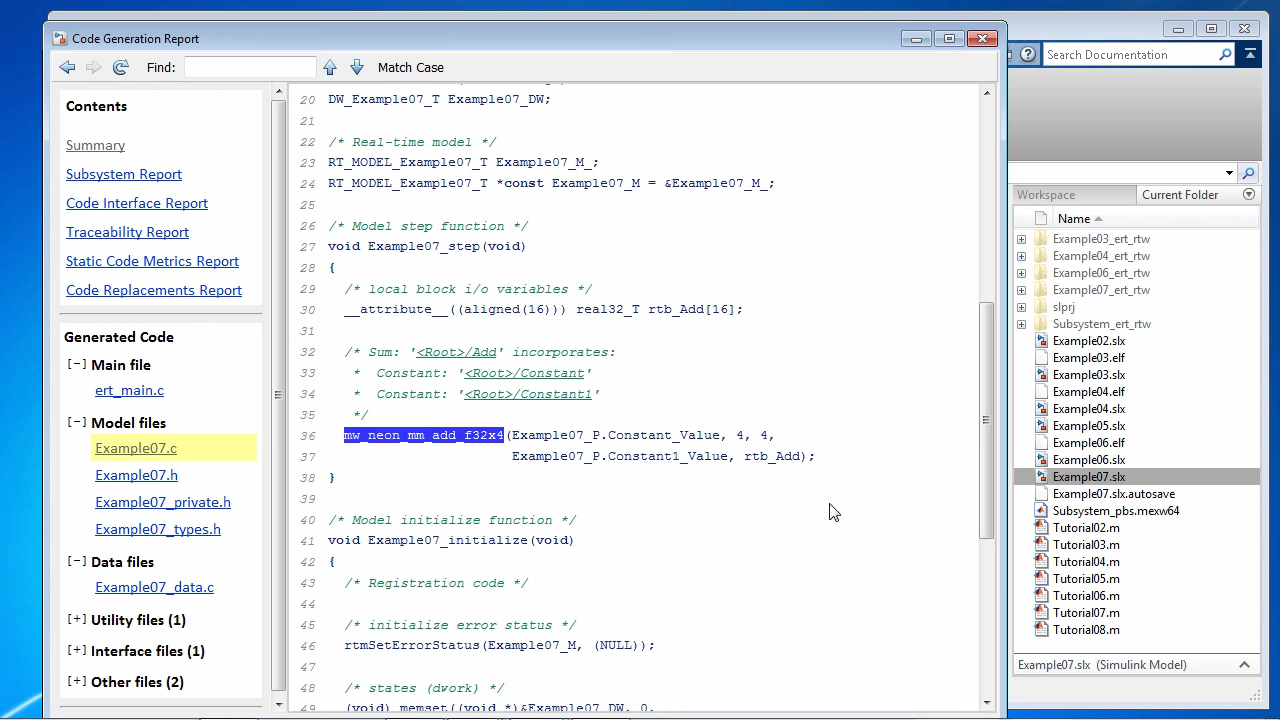 Code Generation Report
Find:
Match Case
Search Documentation
Contents
Summary
Subsystem Report
Code Interface Report
Traceability Report
Static Code Metrics Report
Code Replacements Report
Generated Code
[-] Main file
ert_main.c
[-] Model files
Example07.c
Example07.h
Example07_private.h
Example07_types.h
[-] Data files
Example07_data.c
[+] Utility files (1)
[+] Interface files (1)
[+] Other files (2)
20 DW_Example07_T Example07_DW;
21
22 /* Real-time model */
23 RT_MODEL_Example07_T Example07_M_;
24 RT_MODEL_Example07_T *const Example07_M = &Example07_M_;
25
26 /* Model step function */
27 void Example07_step(void)
28 {
29 /* local block i/o variables */
30 __attribute__((aligned(16))) real32_T rtb_Add[16];
31
32 /* Sum: '<Root>/Add' incorporates:
33 * Constant: '<Root>/Constant'
34 * Constant: '<Root>/Constant1'
35 */
36 mw_neon_mm_add_f32x4(Example07_P.Constant_Value, 4, 4,
37 Example07_P.Constant1_Value, rtb_Add);
38 }
39
40 /* Model initialize function */
41 void Example07_initialize(void)
42 {
43 /* Registration code */
44
45 /* initialize error status */
46 rtmSetErrorStatus(Example07_M, (NULL));
47
48 /* states (dwork) */
49 (void) memset((void *)&Example07_DW, 0,
Workspace
Current Folder
Name
Example03_ert_rtw
Example04_ert_rtw
Example06_ert_rtw
Example07_ert_rtw
slprj
Subsystem_ert_rtw
Example02.slx
Example03.elf
Example03.slx
Example04.elf
Example04.slx
Example05.slx
Example06.elf
Example06.slx
Example07.slx
Example07.slx.autosave
Subsystem_pbs.mexw64
Tutorial02.m
Tutorial03.m
Tutorial04.m
Tutorial05.m
Tutorial06.m
Tutorial07.m
Tutorial08.m
Example07.slx (Simulink Model)